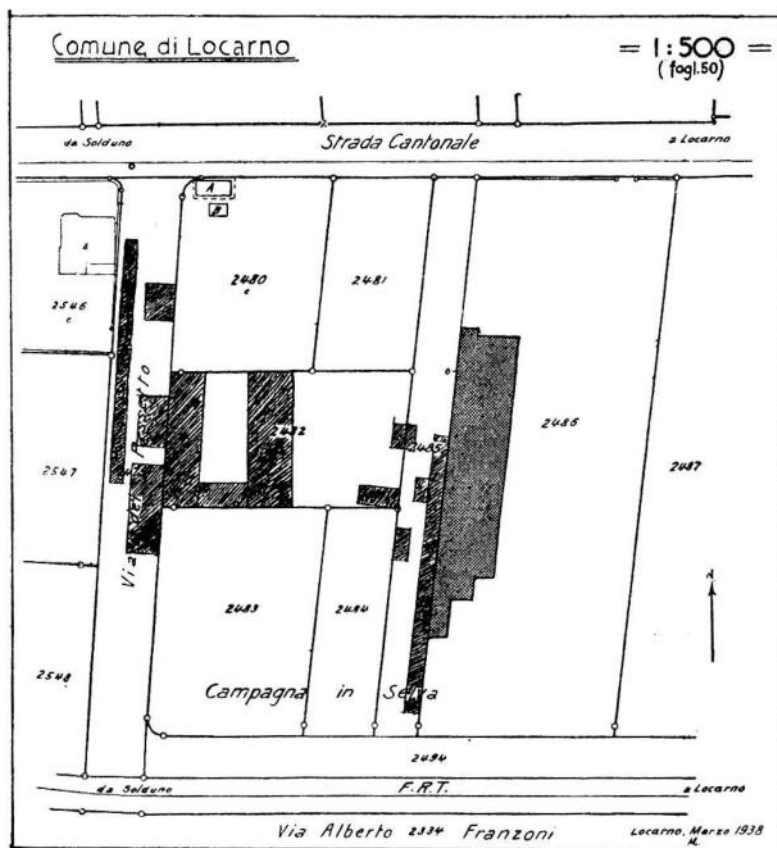 Comune di Locarno
= 1:500 =
(fogl. 50)
da Solduno
Strada Cantonale
a Locarno
A
B
A
2480
c
2481
2546
c
2482
2485
2486
2547
2487
Via del Passetto
2483
2484
2548
Campagna in Selva
2494
da Solduno
F.R.T.
a Locarno
Via Alberto 2334 Franzoni
Locarno, Marzo 1938